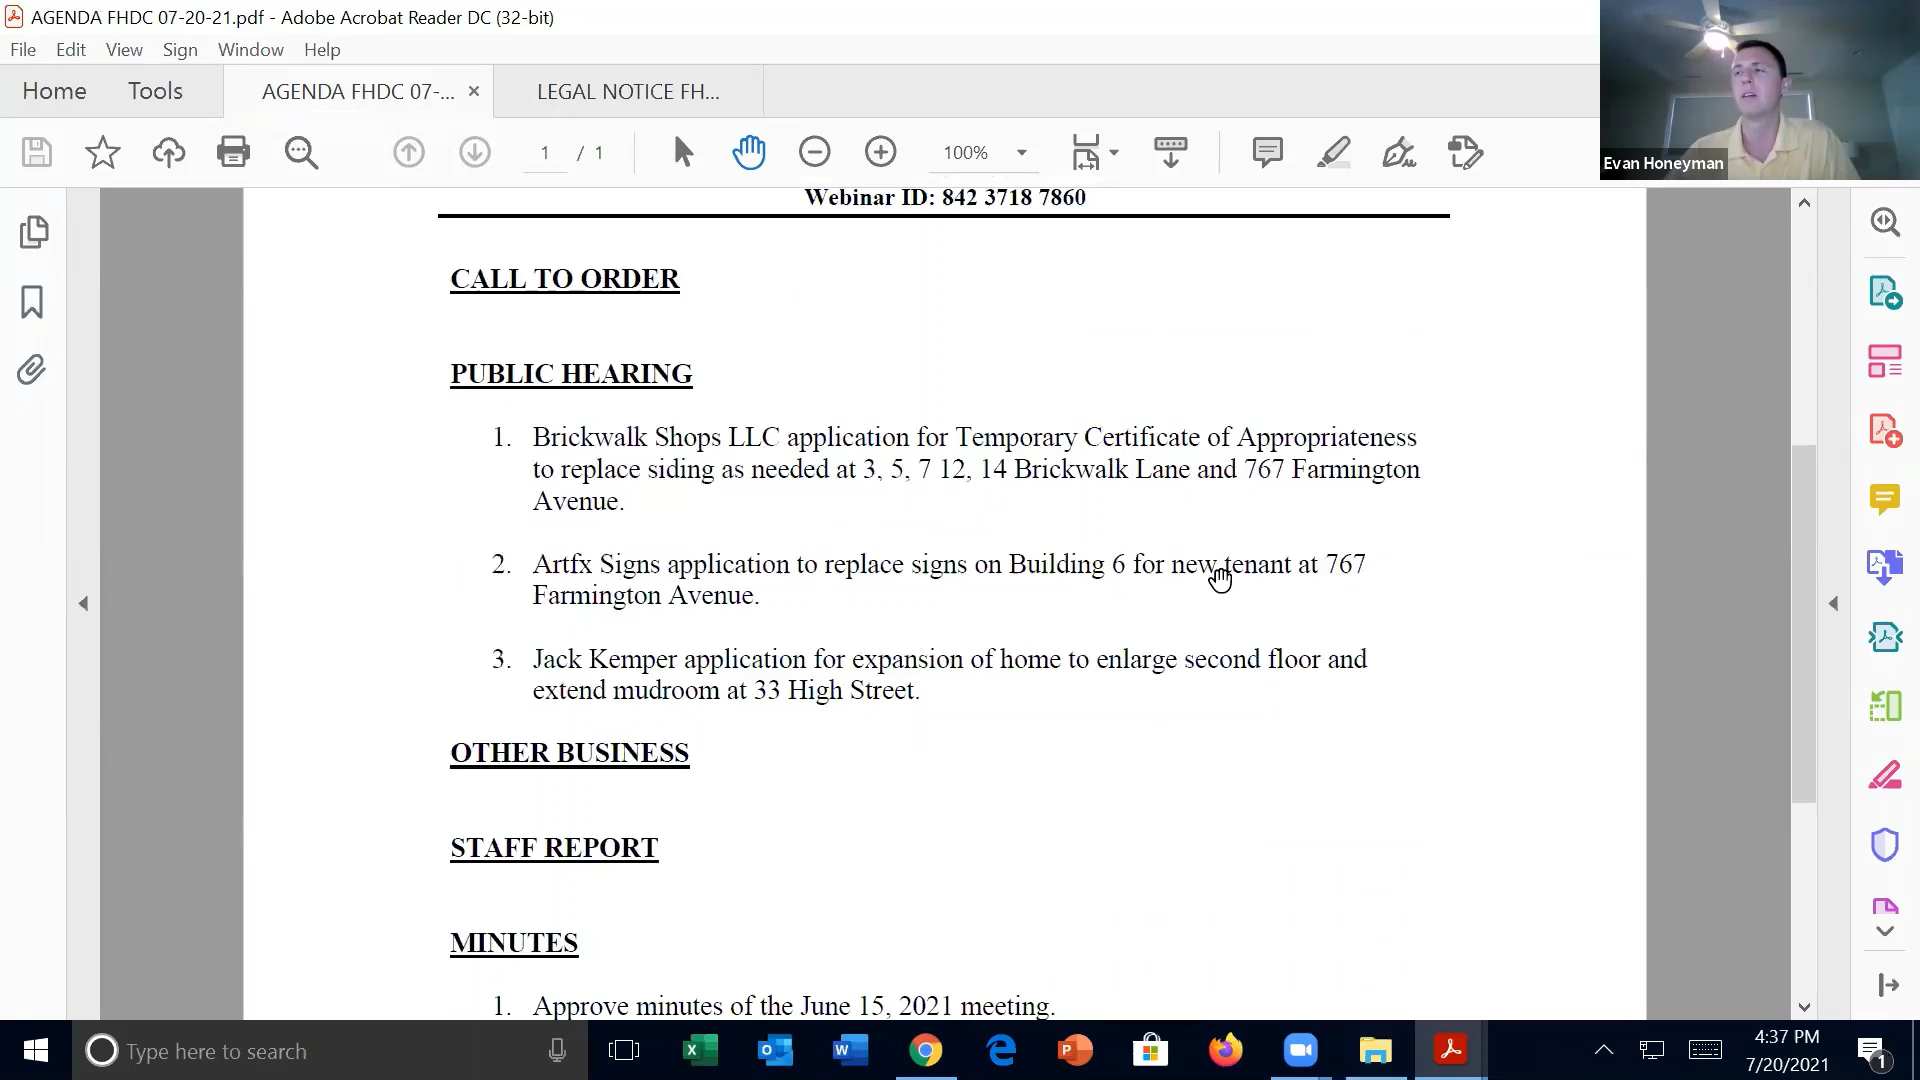 AGENDA FHDC 07-20-21.pdf - Adobe Acrobat Reader DC (32-bit)
File Edit View Sign Window Help
Home Tools AGENDA FHDC 07-... × LEGAL NOTICE FH...
1 / 1 100%
Evan Honeyman
Webinar ID: 842 3718 7860
CALL TO ORDER
PUBLIC HEARING
1. Brickwalk Shops LLC application for Temporary Certificate of Appropriateness
to replace siding as needed at 3, 5, 7 12, 14 Brickwalk Lane and 767 Farmington
Avenue.
2. Artfx Signs application to replace signs on Building 6 for new tenant at 767
Farmington Avenue.
3. Jack Kemper application for expansion of home to enlarge second floor and
extend mudroom at 33 High Street.
OTHER BUSINESS
STAFF REPORT
MINUTES
1. Approve minutes of the June 15, 2021 meeting.
Type here to search
4:37 PM
7/20/2021
1